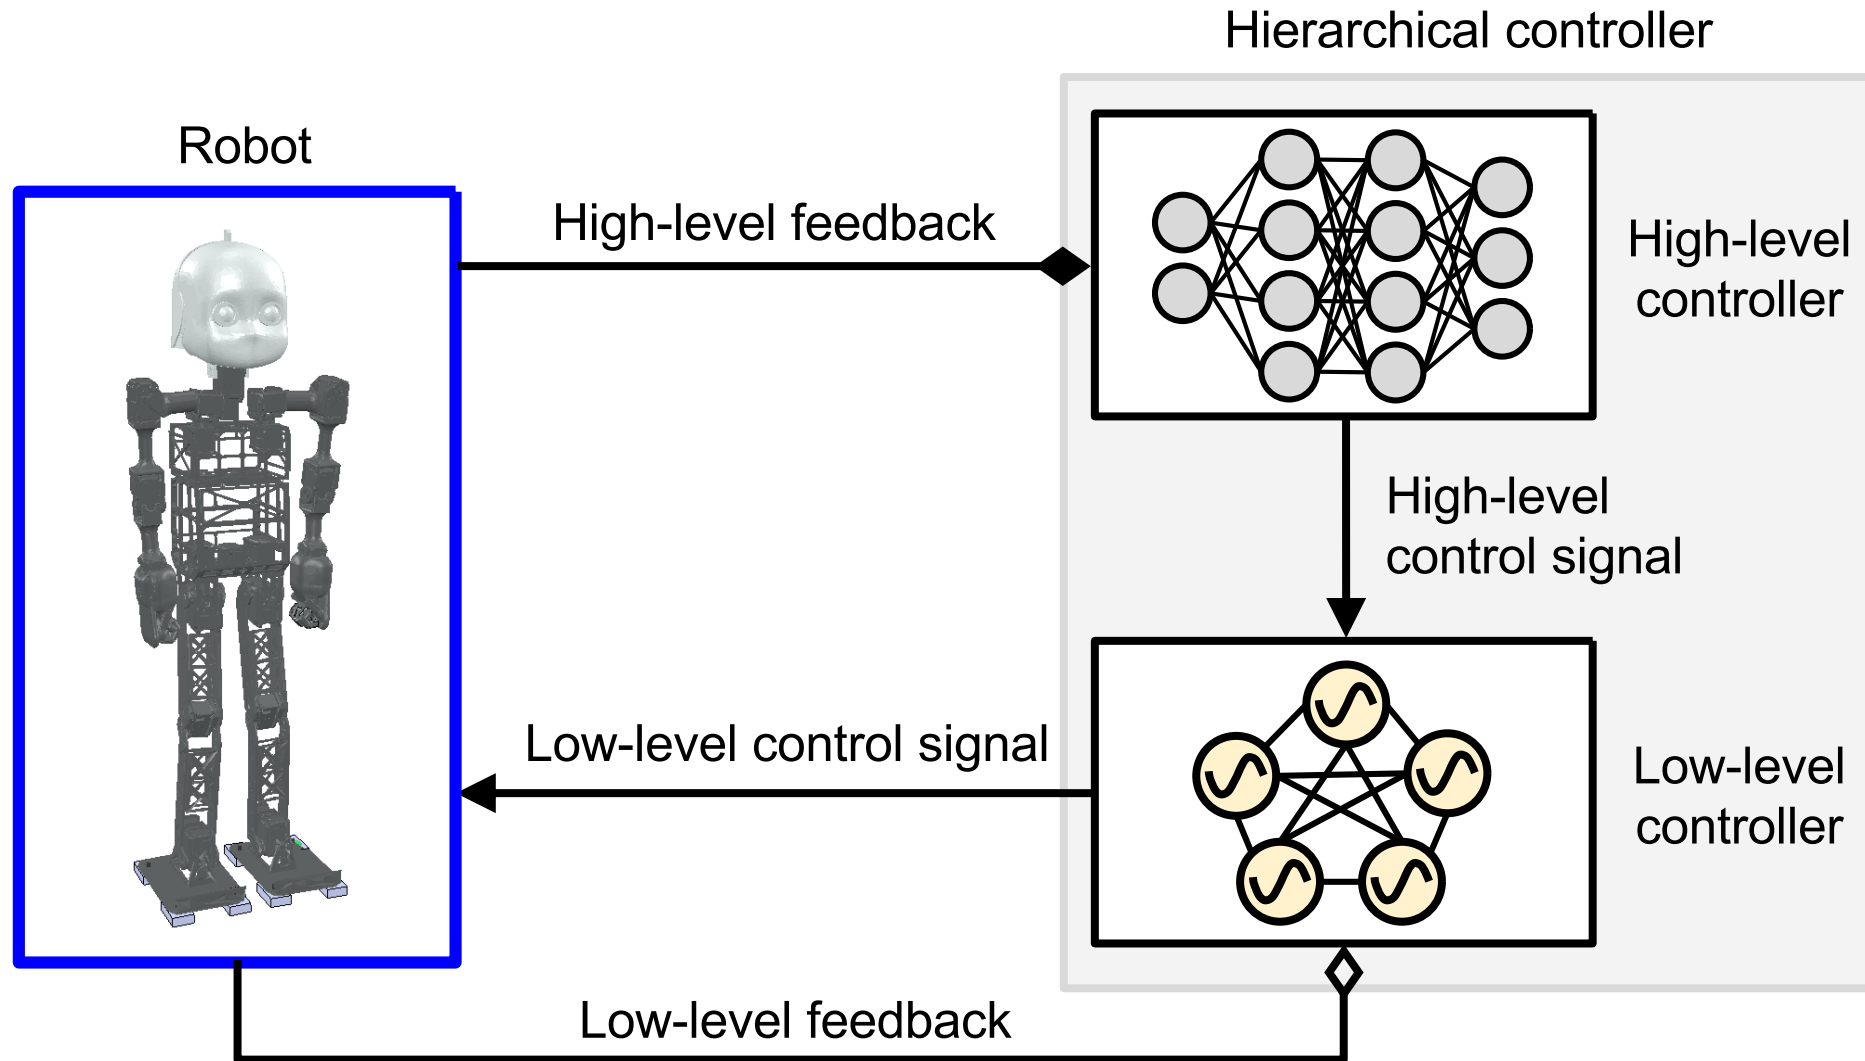 Hierarchical controller
Robot
High-level feedback
High-level
controller
High-level
control signal
Low-level control signal
Low-level
controller
Low-level feedback